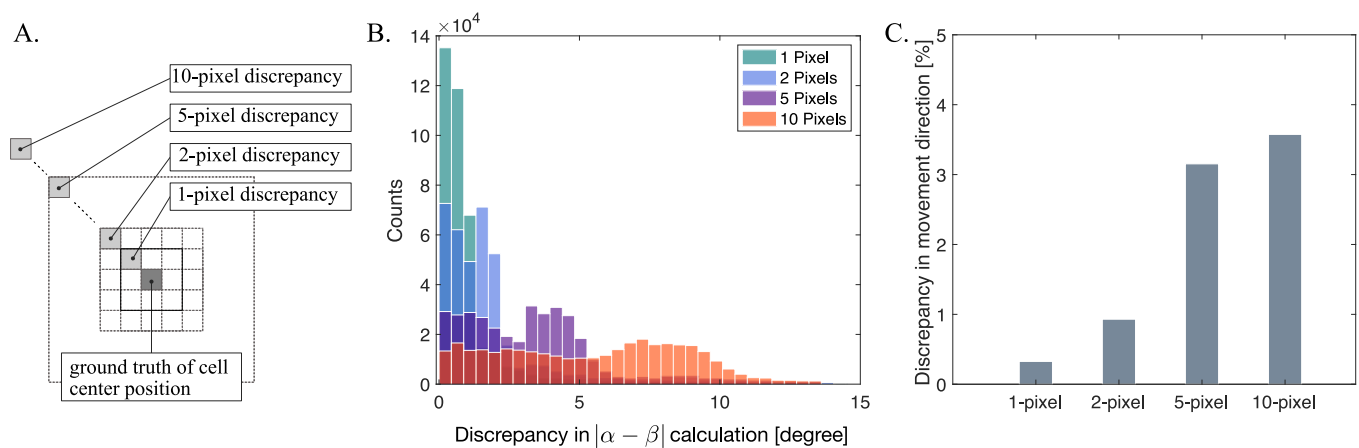 A.
10-pixel discrepancy
5-pixel discrepancy
2-pixel discrepancy
1-pixel discrepancy
ground truth of cell
center position
B.
×10⁴
14
12
10
8
6
4
2
0
Counts
0 5 10 15
Discrepancy in |α − β| calculation [degree]
1 Pixel
2 Pixels
5 Pixels
10 Pixels
C.
5
4
3
2
1
0
Discrepancy in movement direction [%]
1-pixel 2-pixel 5-pixel 10-pixel